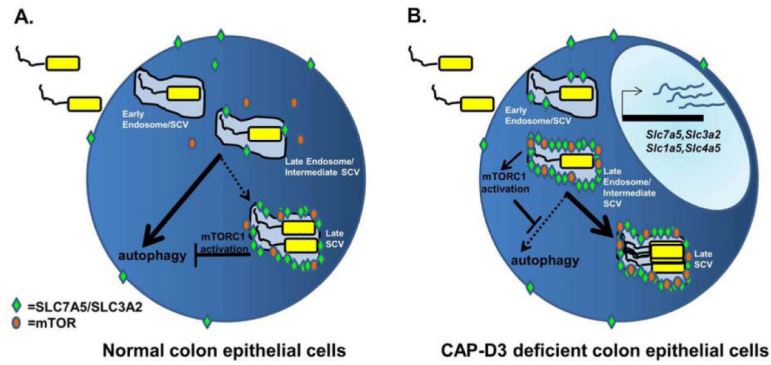 A.
Early
Endosome/SCV
Late Endosome/
Intermediate SCV
mTORC1
activation
autophagy
Late
SCV
=SLC7A5/SLC3A2
=mTOR
Normal colon epithelial cells
B.
Early
Endosome/SCV
Slc7a5,Slc3a2
Slc1a5,Slc4a5
mTORC1
activation
Late
Endosome/
Intermediate
SCV
autophagy
Late
SCV
CAP-D3 deficient colon epithelial cells